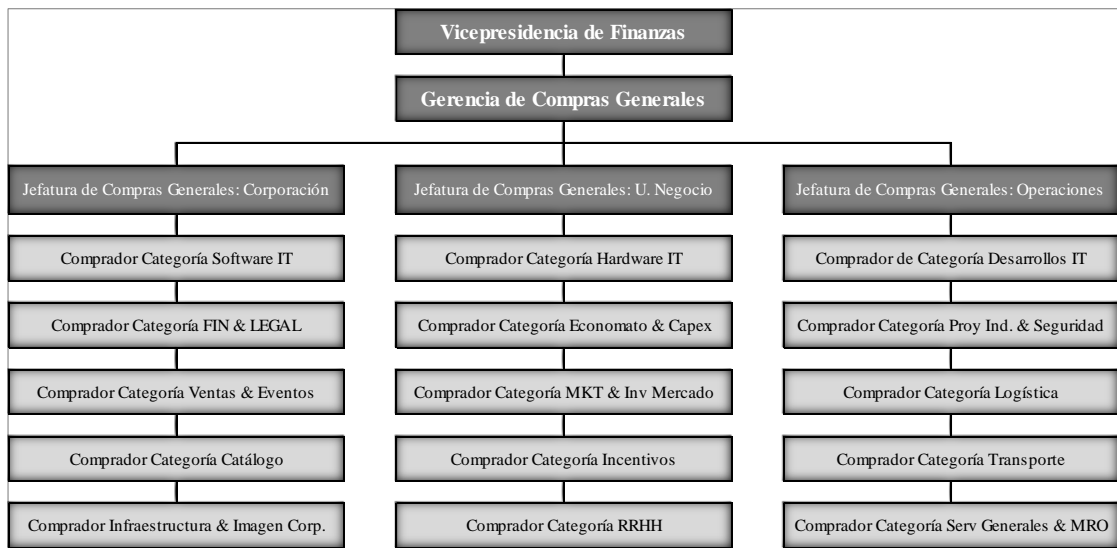 Vicepresidencia de Finanzas
Gerencia de Compras Generales
Jefatura de Compras Generales: Corporación
Jefatura de Compras Generales: U. Negocio
Jefatura de Compras Generales: Operaciones
Comprador Categoría Software IT
Comprador Categoría Hardware IT
Comprador de Categoría Desarrollos IT
Comprador Categoría FIN & LEGAL
Comprador Categoría Economato & Capex
Comprador Categoría Proy Ind. & Seguridad
Comprador Categoría Ventas & Eventos
Comprador Categoría MKT & Inv Mercado
Comprador Categoría Logística
Comprador Categoría Catálogo
Comprador Categoría Incentivos
Comprador Categoría Transporte
Comprador Infraestructura & Imagen Corp.
Comprador Categoría RRHH
Comprador Categoría Serv Generales & MRO